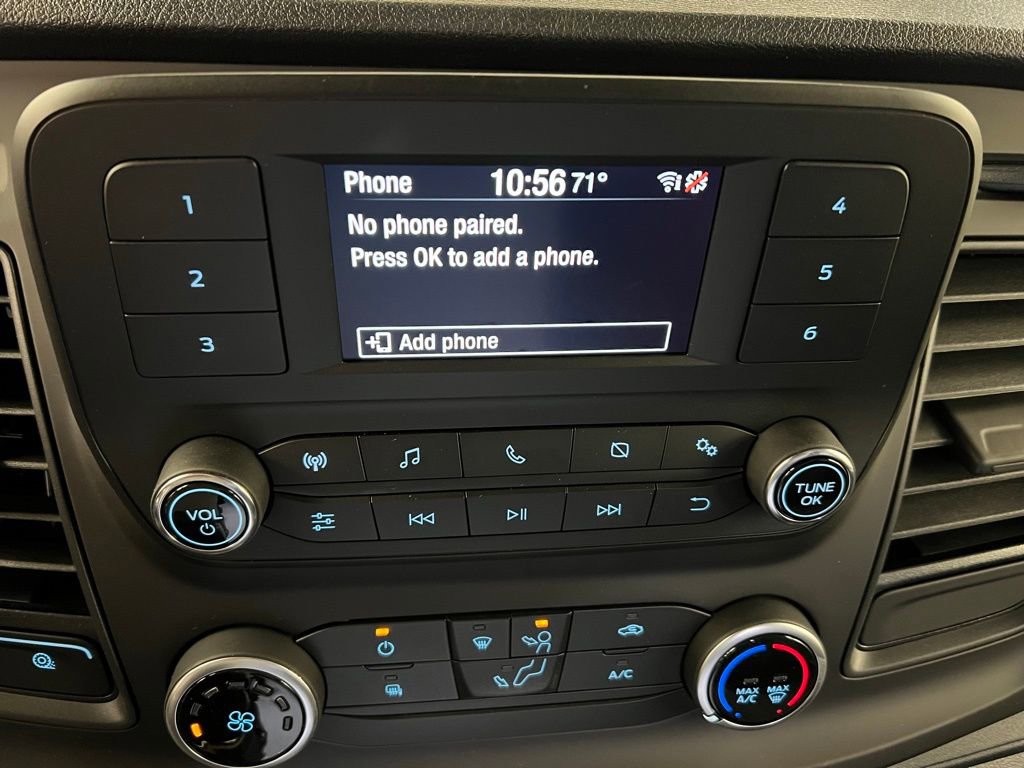 Phone 10:56 71°
No phone paired.
Press OK to add a phone.
Add phone
1
2
3
4
5
6
VOL
TUNE
OK
A/C
MAX
A/C
MAX